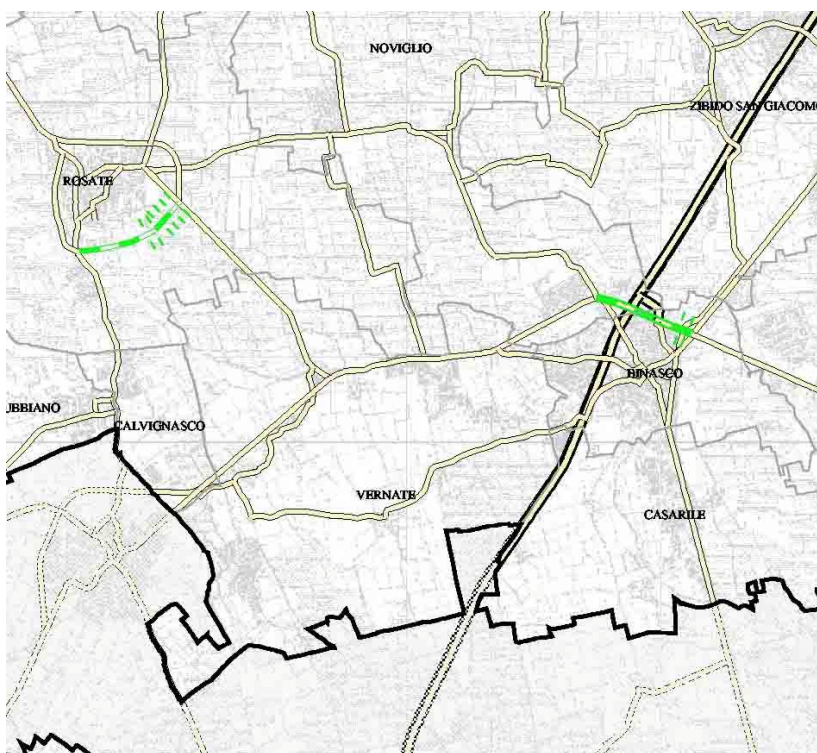 NOVIGLIO
ZIBIDO SAN GIACOMO
ROSATE
BINASCO
UBBIANO
CALVIGNASCO
VERNATE
CASARILE